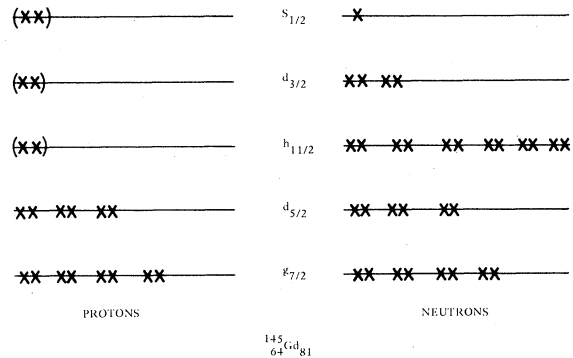 S1/2
d3/2
h11/2
d5/2
g7/2
PROTONS
NEUTRONS
145 64Gd81